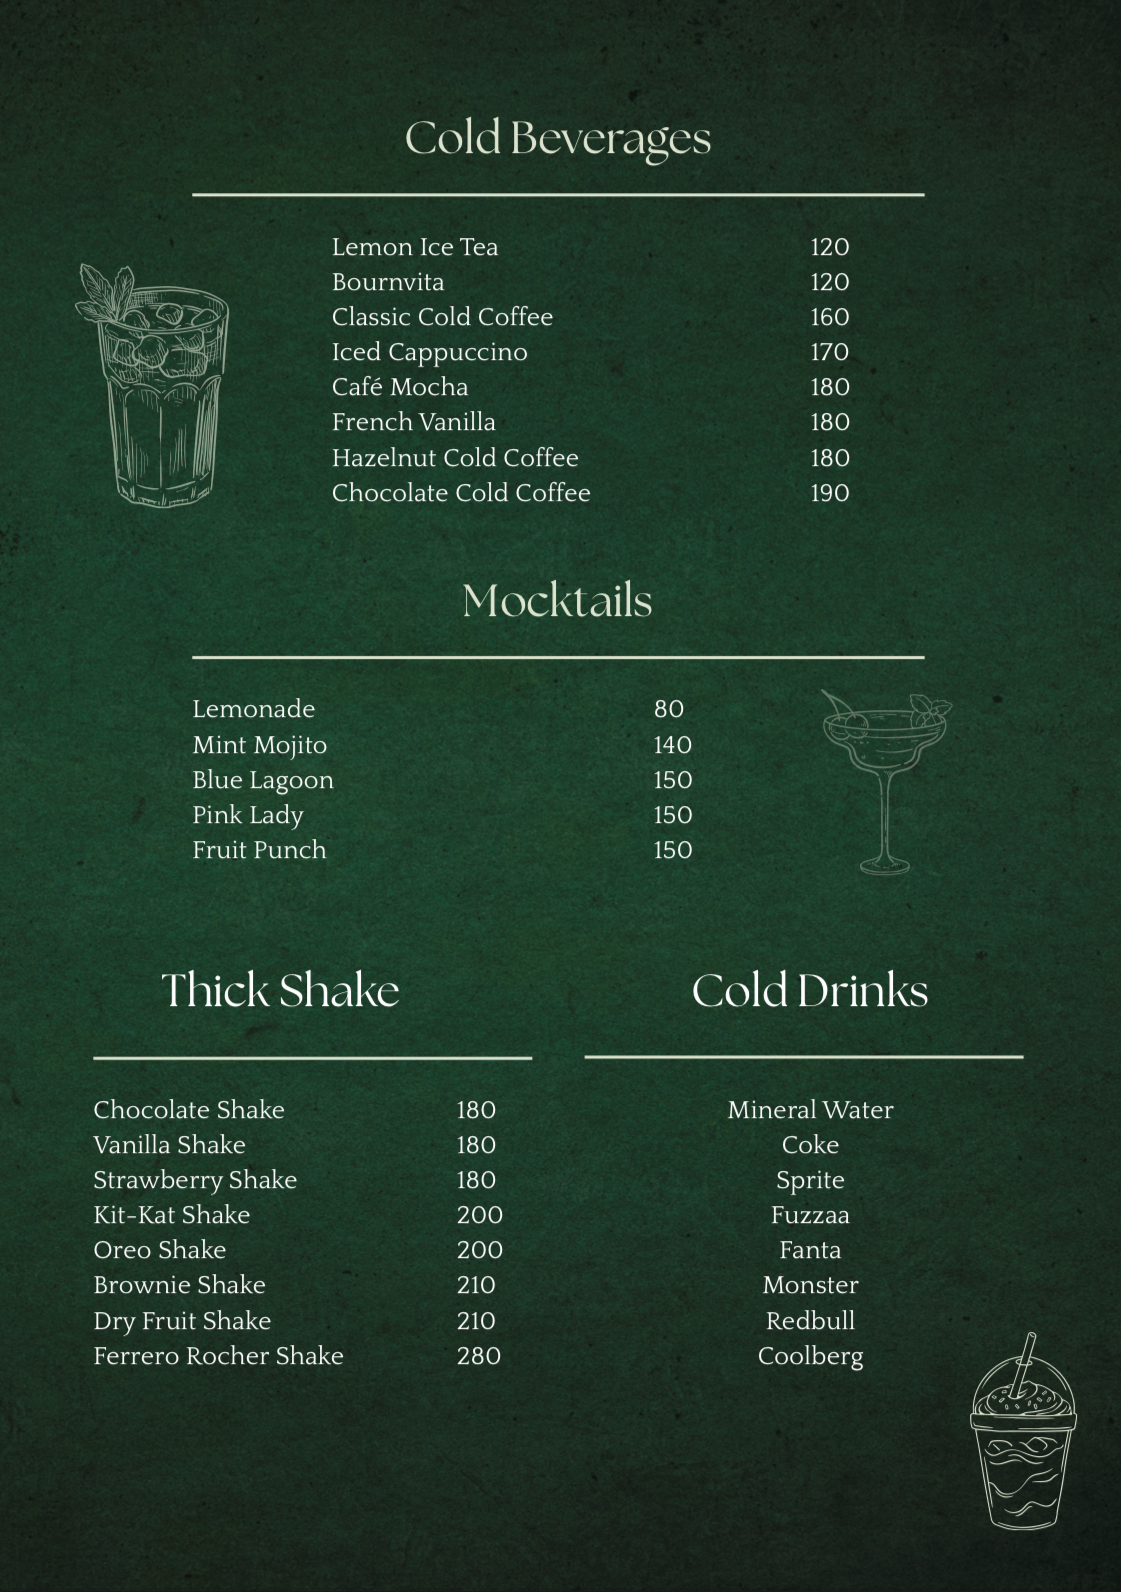 Cold Beverages
Lemon Ice Tea 120
Bournvita 120
Classic Cold Coffee 160
Iced Cappuccino 170
Café Mocha 180
French Vanilla 180
Hazelnut Cold Coffee 180
Chocolate Cold Coffee 190
Mocktails
Lemonade 80
Mint Mojito 140
Blue Lagoon 150
Pink Lady 150
Fruit Punch 150
Thick Shake
Chocolate Shake 180
Vanilla Shake 180
Strawberry Shake 180
Kit-Kat Shake 200
Oreo Shake 200
Brownie Shake 210
Dry Fruit Shake 210
Ferrero Rocher Shake 280
Cold Drinks
Mineral Water
Coke
Sprite
Fuzzaa
Fanta
Monster
Redbull
Coolberg